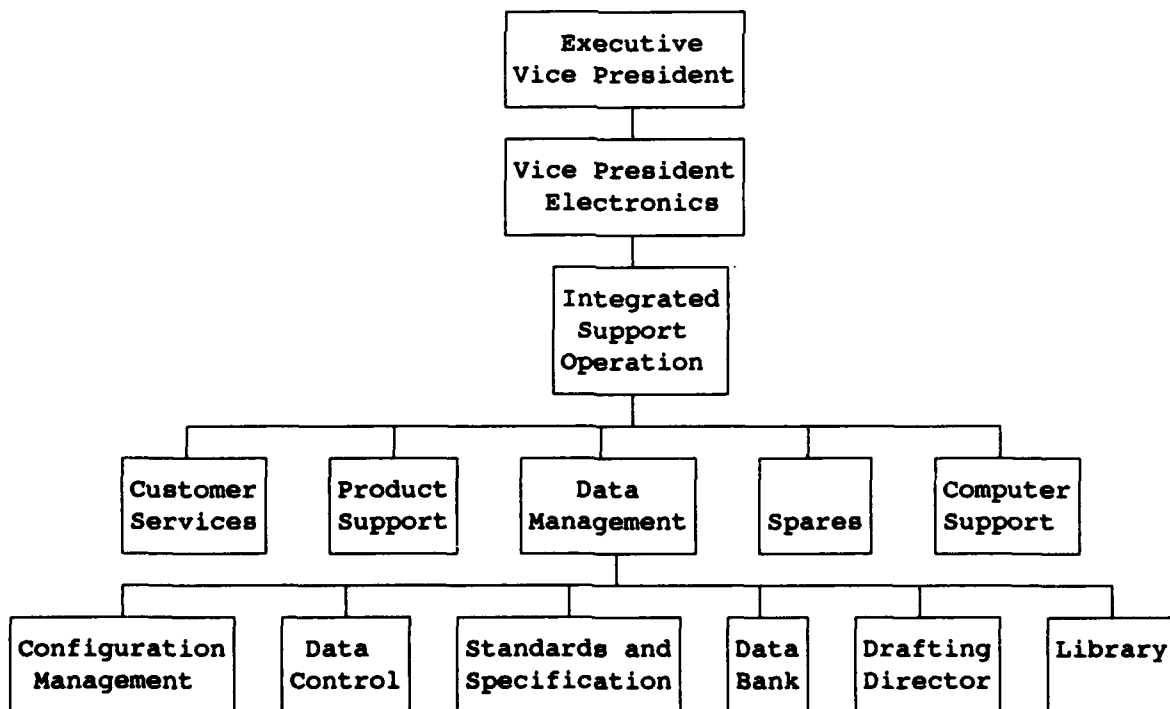 Executive
Vice President
Vice President
Electronics
Integrated
Support
Operation
Customer
Services
Product
Support
Data
Management
Spares
Computer
Support
Configuration
Management
Data
Control
Standards and
Specification
Data
Bank
Drafting
Director
Library